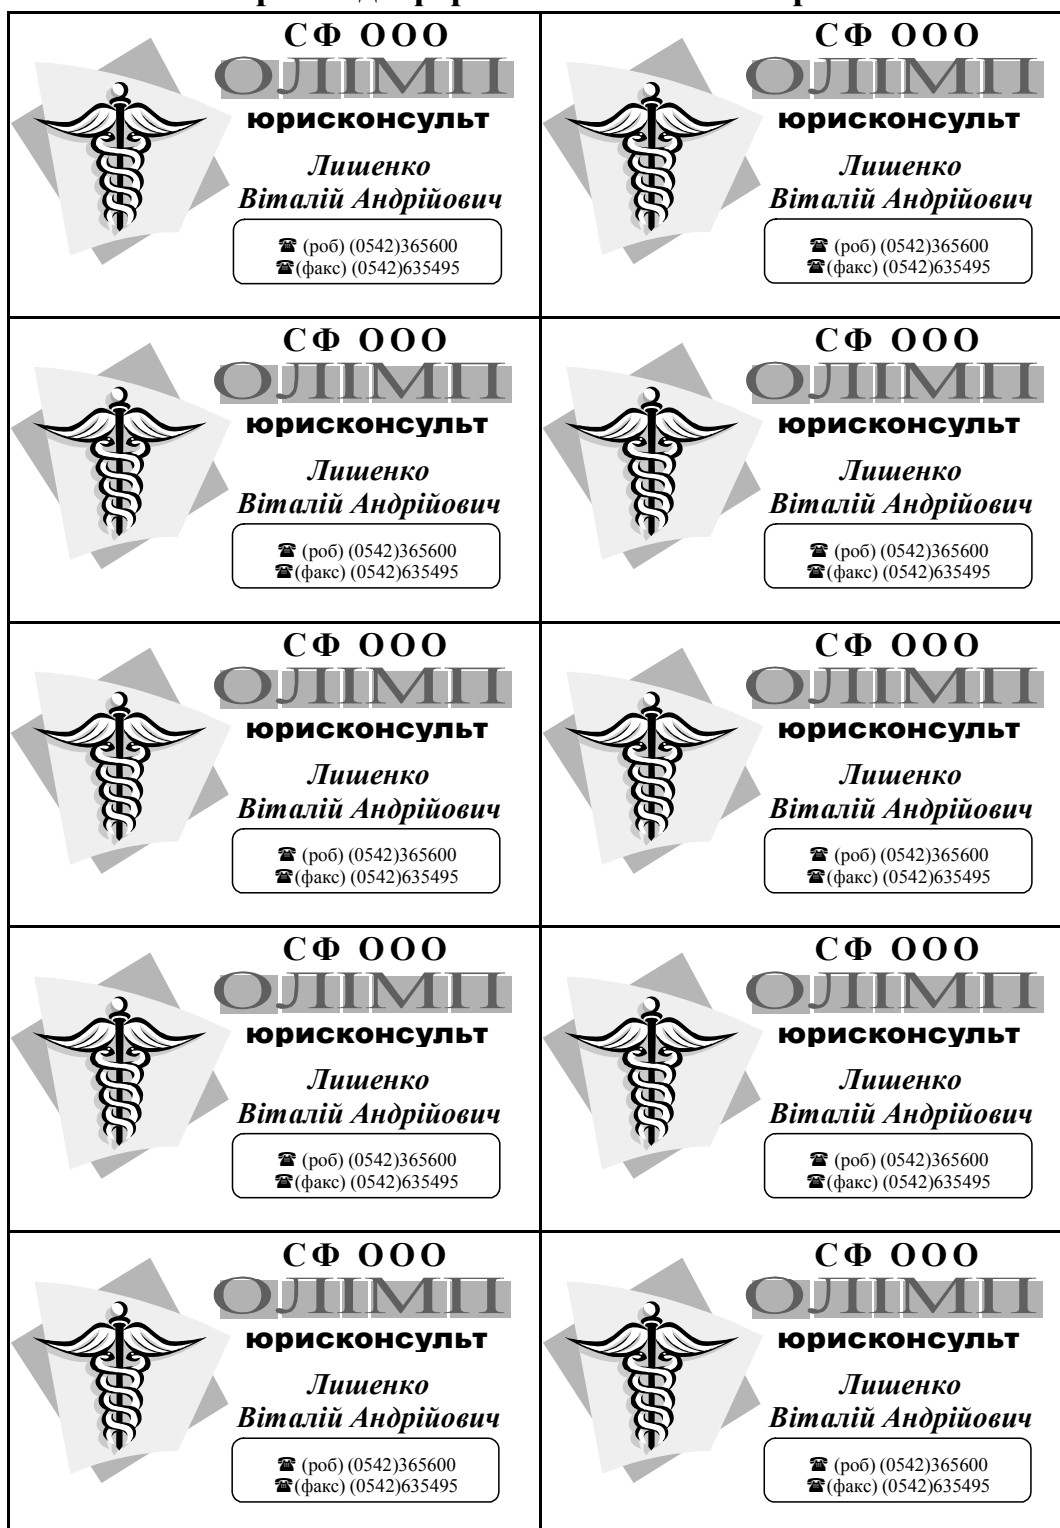 СФ ООО СФ ООО
ОЛІМП ОЛІМП
юрисконсульт юрисконсульт
Лишенко Лишенко
Віталій Андрійович Віталій Андрійович
☎ (роб) (0542)365600 ☎ (роб) (0542)365600
☎(факс) (0542)635495 ☎(факс) (0542)635495
СФ ООО СФ ООО
ОЛІМП ОЛІМП
юрисконсульт юрисконсульт
Лишенко Лишенко
Віталій Андрійович Віталій Андрійович
☎ (роб) (0542)365600 ☎ (роб) (0542)365600
☎(факс) (0542)635495 ☎(факс) (0542)635495
СФ ООО СФ ООО
ОЛІМП ОЛІМП
юрисконсульт юрисконсульт
Лишенко Лишенко
Віталій Андрійович Віталій Андрійович
☎ (роб) (0542)365600 ☎ (роб) (0542)365600
☎(факс) (0542)635495 ☎(факс) (0542)635495
СФ ООО СФ ООО
ОЛІМП ОЛІМП
юрисконсульт юрисконсульт
Лишенко Лишенко
Віталій Андрійович Віталій Андрійович
☎ (роб) (0542)365600 ☎ (роб) (0542)365600
☎(факс) (0542)635495 ☎(факс) (0542)635495
СФ ООО СФ ООО
ОЛІМП ОЛІМП
юрисконсульт юрисконсульт
Лишенко Лишенко
Віталій Андрійович Віталій Андрійович
☎ (роб) (0542)365600 ☎ (роб) (0542)365600
☎(факс) (0542)635495 ☎(факс) (0542)635495